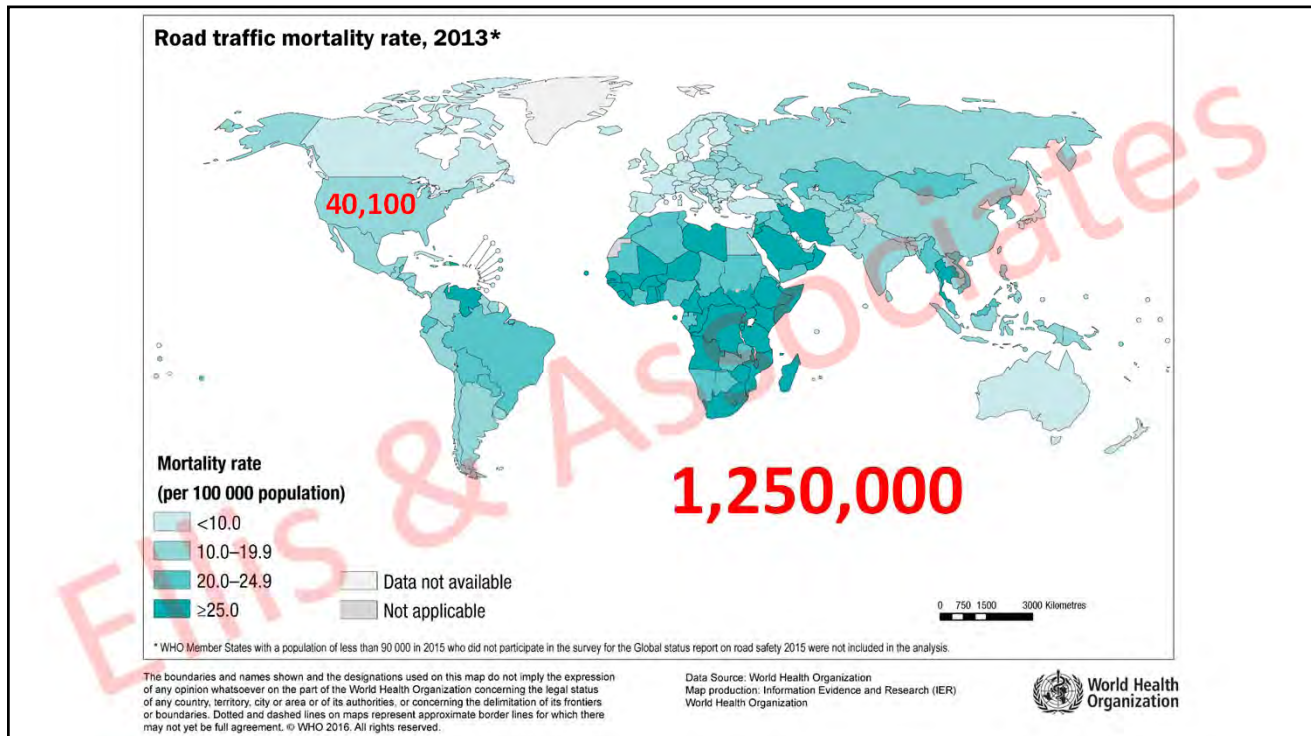 Road traffic mortality rate, 2013*
40,100
1,250,000
Mortality rate
(per 100 000 population)
<10.0
10.0–19.9
20.0–24.9
≥25.0
Data not available
Not applicable
0 750 1500 3000 Kilometres
* WHO Member States with a population of less than 90 000 in 2015 who did not participate in the survey for the Global status report on road safety 2015 were not included in the analysis.
The boundaries and names shown and the designations used on this map do not imply the expression
of any opinion whatsoever on the part of the World Health Organization concerning the legal status
of any country, territory, city or area or of its authorities, or concerning the delimitation of its frontiers
or boundaries. Dotted and dashed lines on maps represent approximate border lines for which there
may not yet be full agreement. © WHO 2016. All rights reserved.
Data Source: World Health Organization
Map production: Information Evidence and Research (IER)
World Health Organization
World Health
Organization
Ellis & Associates